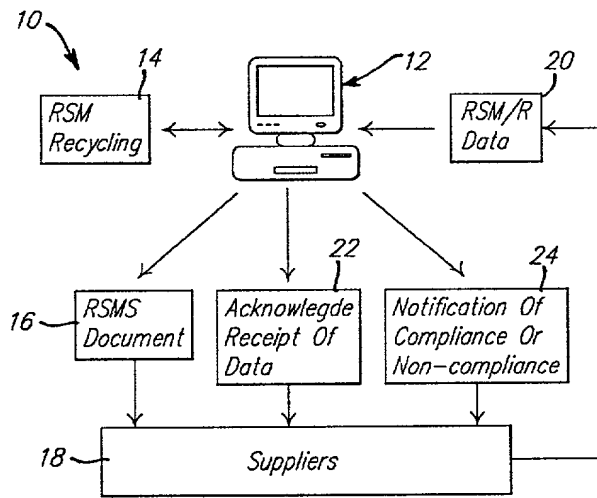 10
14
12
20
RSM
Recycling
RSM/R
Data
16
RSMS
Document
22
Acknowlegde
Receipt Of
Data
24
Notification Of
Compliance Or
Non-compliance
18
Suppliers